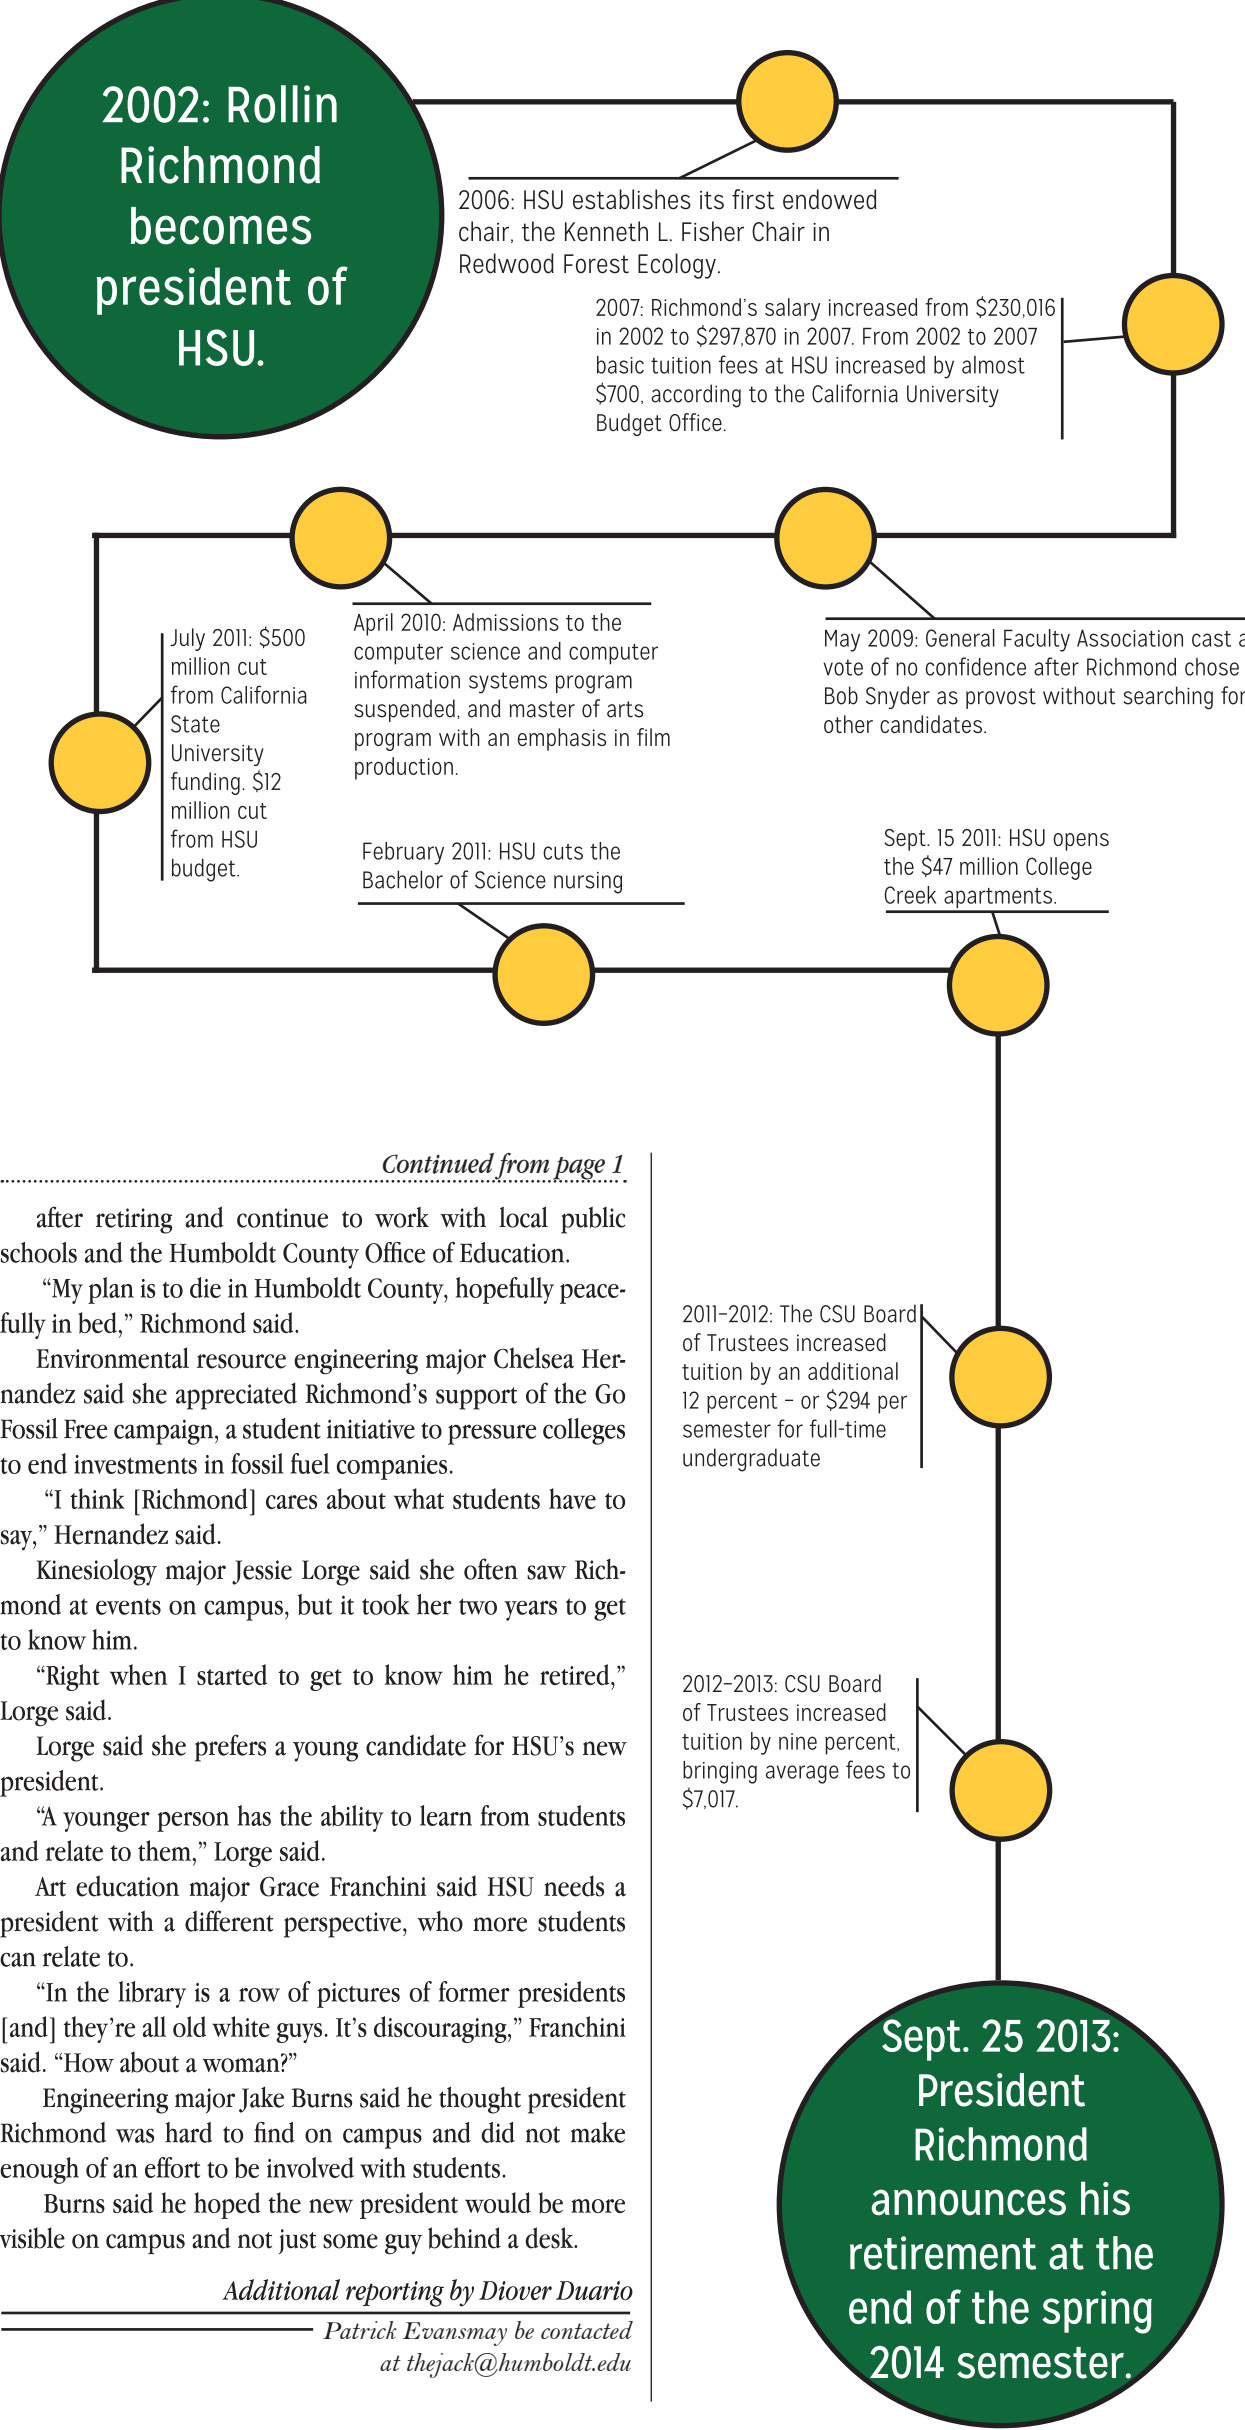 2002: Rollin
Richmond
becomes
president of
HSU.
2006: HSU establishes its first endowed
chair, the Kenneth L. Fisher Chair in
Redwood Forest Ecology.
2007: Richmond's salary increased from $230,016
in 2002 to $297,870 in 2007. From 2002 to 2007
basic tuition fees at HSU increased by almost
$700, according to the California University
Budget Office.
May 2009: General Faculty Association cast a
vote of no confidence after Richmond chose
Bob Snyder as provost without searching for
other candidates.
April 2010: Admissions to the
computer science and computer
information systems program
suspended, and master of arts
program with an emphasis in film
production.
July 2011: $500
million cut
from California
State
University
funding. $12
million cut
from HSU
budget.
February 2011: HSU cuts the
Bachelor of Science nursing
Sept. 15 2011: HSU opens
the $47 million College
Creek apartments.
2011–2012: The CSU Board
of Trustees increased
tuition by an additional
12 percent – or $294 per
semester for full-time
undergraduate
2012–2013: CSU Board
of Trustees increased
tuition by nine percent,
bringing average fees to
$7,017.
Sept. 25 2013:
President
Richmond
announces his
retirement at the
end of the spring
2014 semester.
Continued from page 1
after retiring and continue to work with local public
schools and the Humboldt County Office of Education.
“My plan is to die in Humboldt County, hopefully peace-
fully in bed,” Richmond said.
Environmental resource engineering major Chelsea Her-
nandez said she appreciated Richmond’s support of the Go
Fossil Free campaign, a student initiative to pressure colleges
to end investments in fossil fuel companies.
“I think [Richmond] cares about what students have to
say,” Hernandez said.
Kinesiology major Jessie Lorge said she often saw Rich-
mond at events on campus, but it took her two years to get
to know him.
“Right when I started to get to know him he retired,”
Lorge said.
Lorge said she prefers a young candidate for HSU’s new
president.
“A younger person has the ability to learn from students
and relate to them,” Lorge said.
Art education major Grace Franchini said HSU needs a
president with a different perspective, who more students
can relate to.
“In the library is a row of pictures of former presidents
[and] they’re all old white guys. It’s discouraging,” Franchini
said. “How about a woman?”
Engineering major Jake Burns said he thought president
Richmond was hard to find on campus and did not make
enough of an effort to be involved with students.
Burns said he hoped the new president would be more
visible on campus and not just some guy behind a desk.
Additional reporting by Diover Duario
Patrick Evansmay be contacted
at thejack@humboldt.edu